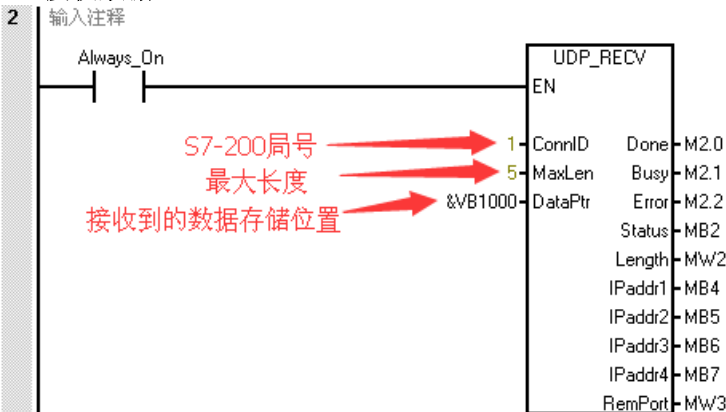 2 输入注释
Always_On
UDP_RECV
EN
S7-200局号 1 ConnID Done M2.0
最大长度 5 MaxLen Busy M2.1
接收到的数据存储位置 &VB1000 DataPtr Error M2.2
Status MB2
Length MW2
IPaddr1 MB4
IPaddr2 MB5
IPaddr3 MB6
IPaddr4 MB7
RemPort MW3